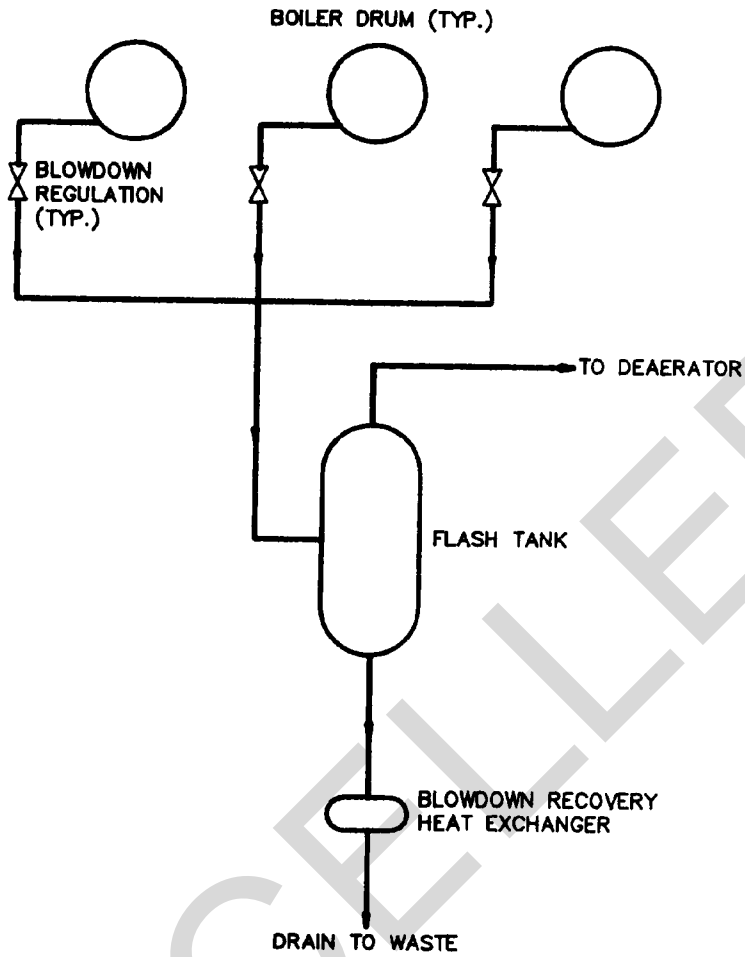 BOILER DRUM (TYP.)
BLOWDOWN
REGULATION
(TYP.)
TO DEAERATOR
FLASH TANK
BLOWDOWN RECOVERY
HEAT EXCHANGER
DRAIN TO WASTE